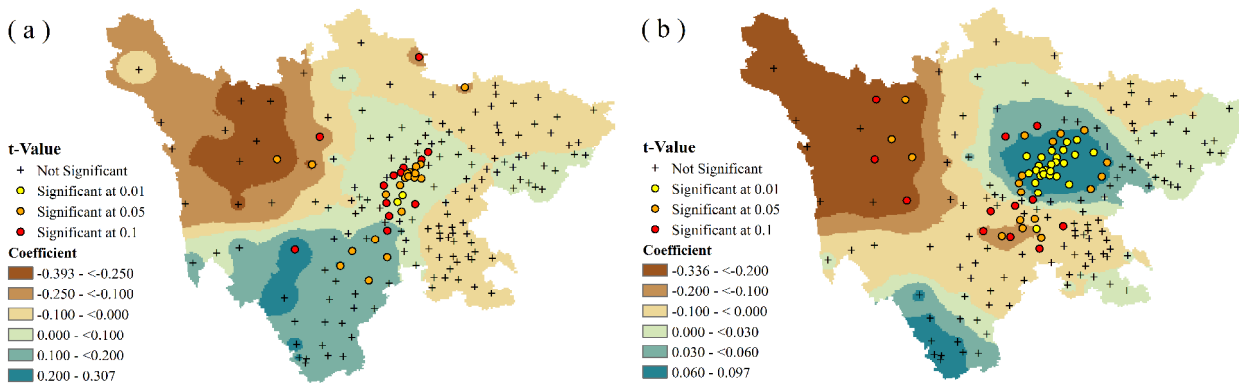 ( a )
t-Value
Not Significant
Significant at 0.01
Significant at 0.05
Significant at 0.1
Coefficient
-0.393 - <-0.250
-0.250 - <-0.100
-0.100 - <0.000
0.000 - <0.100
0.100 - <0.200
0.200 - 0.307
( b )
t-Value
Not Significant
Significant at 0.01
Significant at 0.05
Significant at 0.1
Coefficient
-0.336 - <-0.200
-0.200 - <-0.100
-0.100 - <0.000
0.000 - <0.030
0.030 - <0.060
0.060 - 0.097